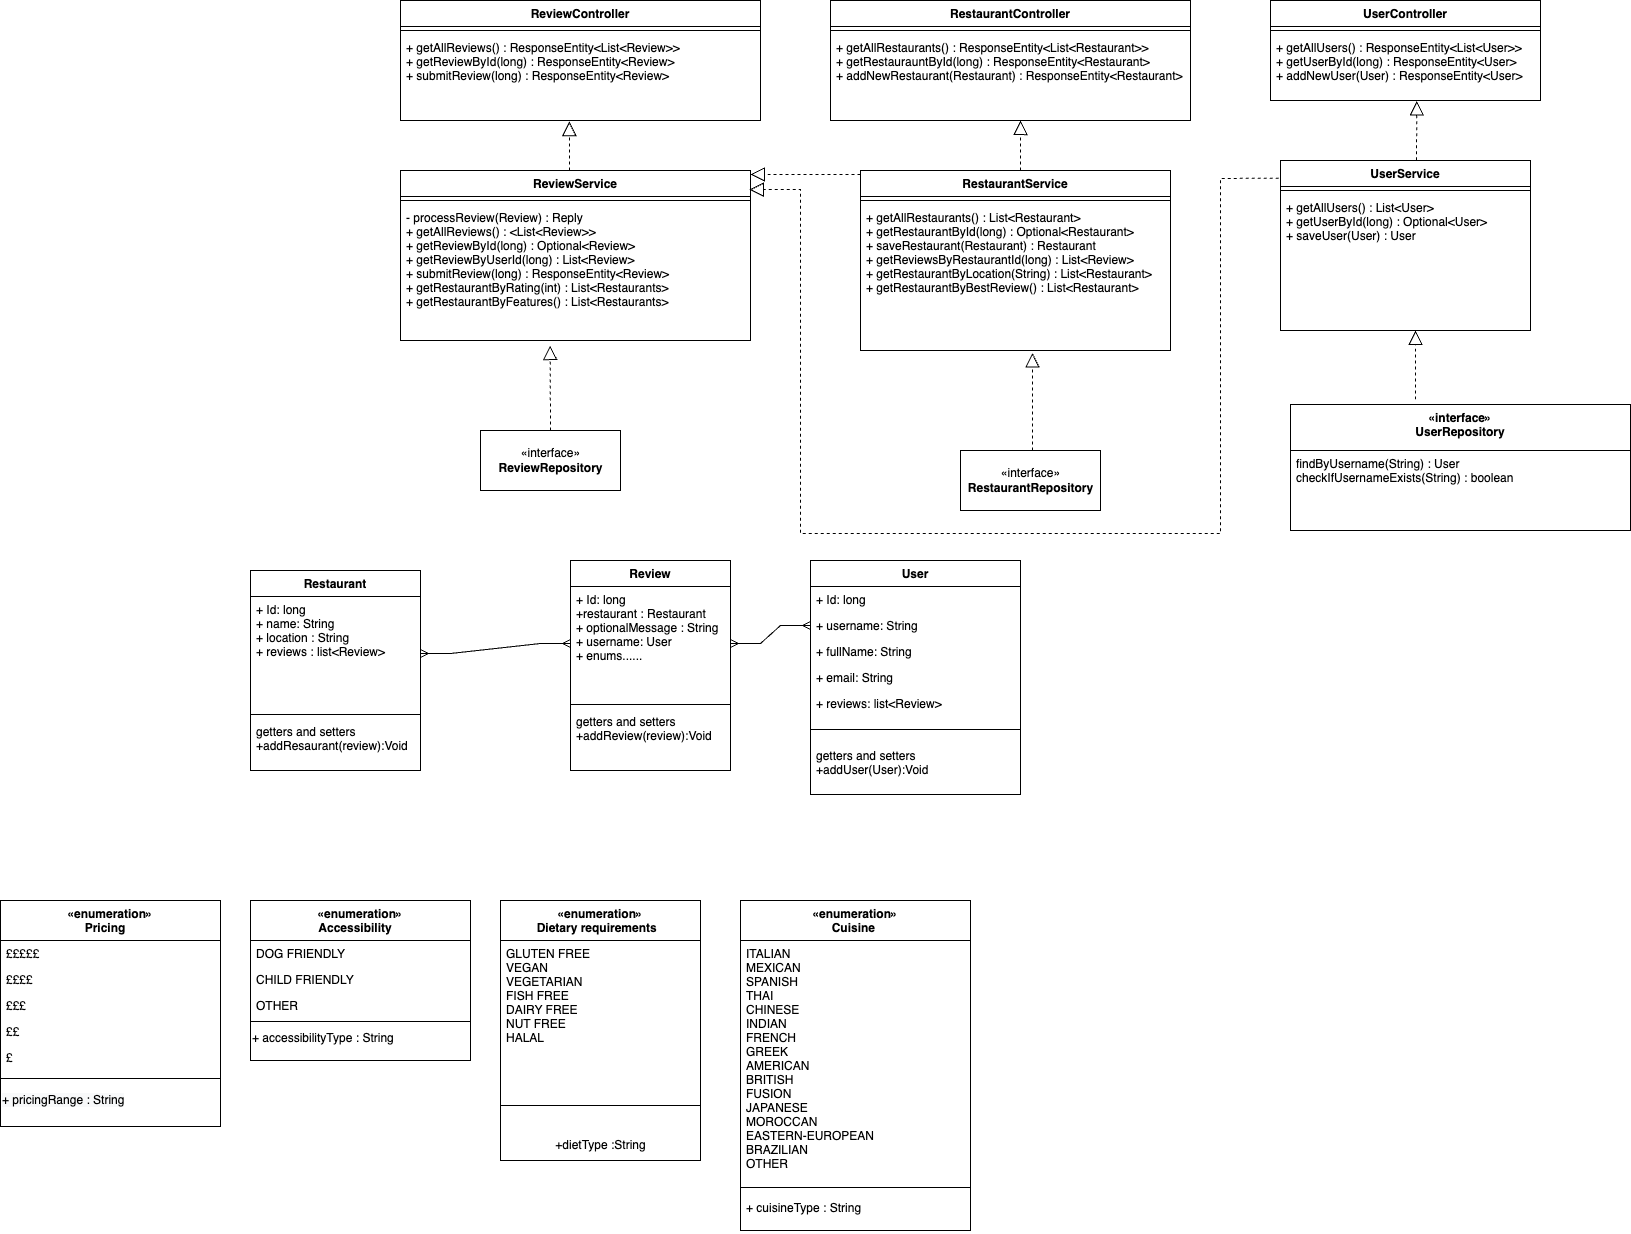 ReviewController
+ getAllReviews() : ResponseEntity<List<Review>>
+ getReviewById(long) : ResponseEntity<Review>
+ submitReview(long) : ResponseEntity<Review>
RestaurantController
+ getAllRestaurants() : ResponseEntity<List<Restaurant>>
+ getRestaurauntById(long) : ResponseEntity<Restaurant>
+ addNewRestaurant(Restaurant) : ResponseEntity<Restaurant>
UserController
+ getAllUsers() : ResponseEntity<List<User>>
+ getUserById(long) : ResponseEntity<User>
+ addNewUser(User) : ResponseEntity<User>
ReviewService
- processReview(Review) : Reply
+ getAllReviews() : <List<Review>>
+ getReviewById(long) : Optional<Review>
+ getReviewByUserId(long) : List<Review>
+ submitReview(long) : ResponseEntity<Review>
+ getRestaurantByRating(int) : List<Restaurants>
+ getRestaurantByFeatures() : List<Restaurants>
RestaurantService
+ getAllRestaurants() : List<Restaurant>
+ getRestaurantById(long) : Optional<Restaurant>
+ saveRestaurant(Restaurant) : Restaurant
+ getReviewsByRestaurantId(long) : List<Review>
+ getRestaurantByLocation(String) : List<Restaurant>
+ getRestaurantByBestReview() : List<Restaurant>
UserService
+ getAllUsers() : List<User>
+ getUserById(long) : Optional<User>
+ saveUser(User) : User
«interface»
ReviewRepository
«interface»
RestaurantRepository
«interface»
UserRepository
findByUsername(String) : User
checkIfUsernameExists(String) : boolean
Restaurant
+ Id: long
+ name: String
+ location : String
+ reviews : list<Review>
getters and setters
+addResaurant(review):Void
Review
+ Id: long
+restaurant : Restaurant
+ optionalMessage : String
+ username: User
+ enums......
getters and setters
+addReview(review):Void
User
+ Id: long
+ username: String
+ fullName: String
+ email: String
+ reviews: list<Review>
getters and setters
+addUser(User):Void
«enumeration»
Pricing
£££££
££££
£££
££
£
+ pricingRange : String
«enumeration»
Accessibility
DOG FRIENDLY
CHILD FRIENDLY
OTHER
+ accessibilityType : String
«enumeration»
Dietary requirements
GLUTEN FREE
VEGAN
VEGETARIAN
FISH FREE
DAIRY FREE
NUT FREE
HALAL
+dietType :String
«enumeration»
Cuisine
ITALIAN
MEXICAN
SPANISH
THAI
CHINESE
INDIAN
FRENCH
GREEK
AMERICAN
BRITISH
FUSION
JAPANESE
MOROCCAN
EASTERN-EUROPEAN
BRAZILIAN
OTHER
+ cuisineType : String